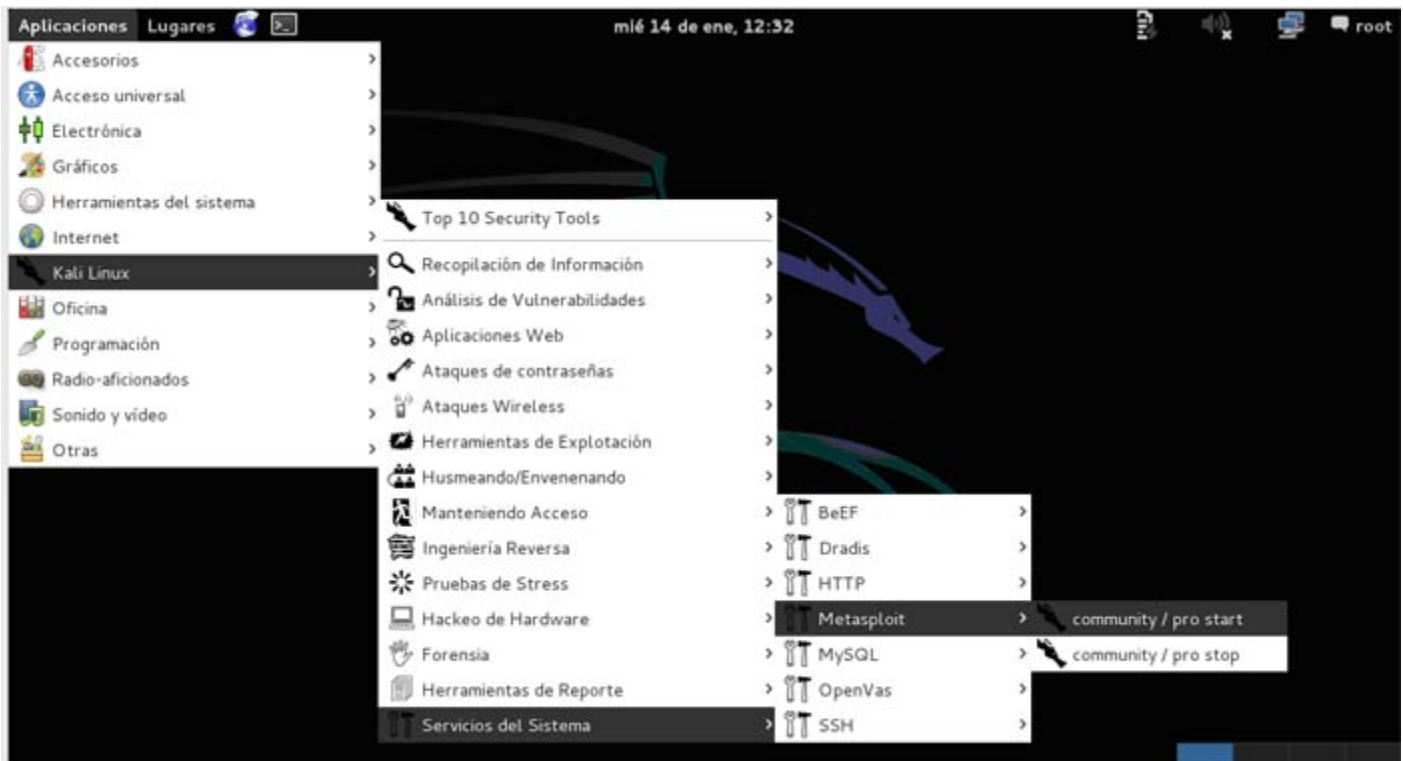 Aplicaciones Lugares mié 14 de ene, 12:32 root
Accesorios
Acceso universal
Electrónica
Gráficos
Herramientas del sistema
Internet
Kali Linux
Oficina
Programación
Radio-aficionados
Sonido y vídeo
Otras
Top 10 Security Tools
Recopilación de Información
Análisis de Vulnerabilidades
Aplicaciones Web
Ataques de contraseñas
Ataques Wireless
Herramientas de Explotación
Husmeando/Envenenando
Manteniendo Acceso
Ingeniería Reversa
Pruebas de Stress
Hackeo de Hardware
Forensia
Herramientas de Reporte
Servicios del Sistema
BeEF
Dradis
HTTP
Metasploit
MySQL
OpenVas
SSH
community / pro start
community / pro stop